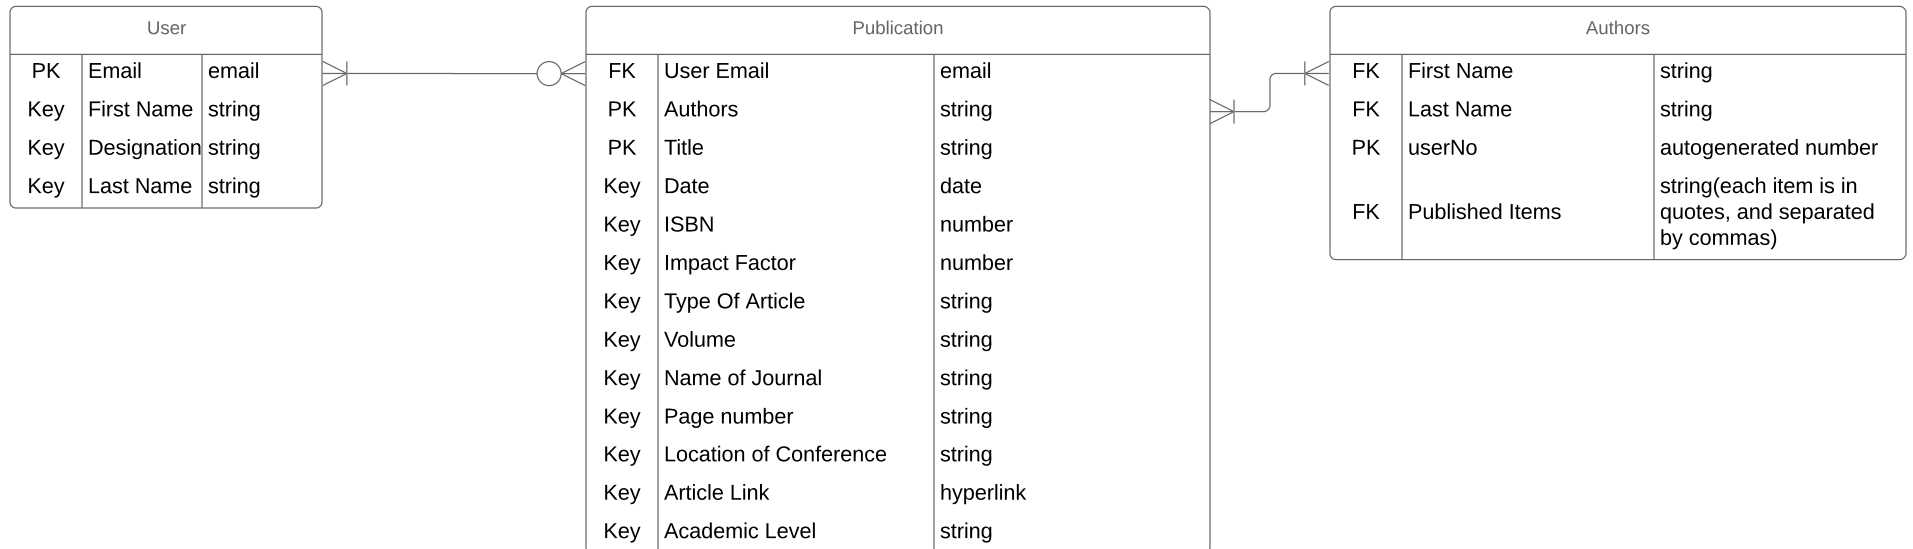 User
PK Email email
Key First Name string
Key Designation string
Key Last Name string
Publication
FK User Email email
PK Authors string
PK Title string
Key Date date
Key ISBN number
Key Impact Factor number
Key Type Of Article string
Key Volume string
Key Name of Journal string
Key Page number string
Key Location of Conference string
Key Article Link hyperlink
Key Academic Level string
Authors
FK First Name string
FK Last Name string
PK userNo autogenerated number
FK Published Items string(each item is in
quotes, and separated
by commas)